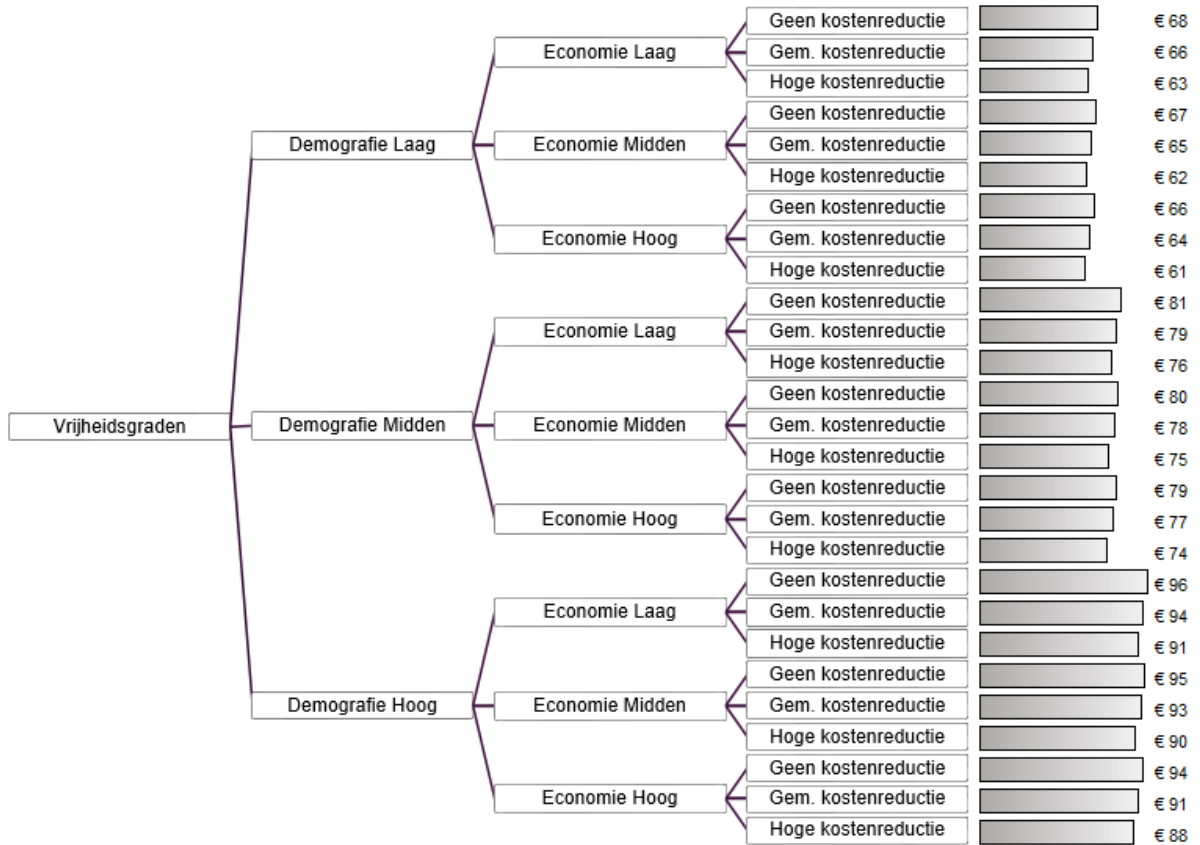 Geen kostenreductie € 68
Economie Laag Gem. kostenreductie € 66
Hoge kostenreductie € 63
Geen kostenreductie € 67
Demografie Laag Economie Midden Gem. kostenreductie € 65
Hoge kostenreductie € 62
Geen kostenreductie € 66
Economie Hoog Gem. kostenreductie € 64
Hoge kostenreductie € 61
Geen kostenreductie € 81
Economie Laag Gem. kostenreductie € 79
Hoge kostenreductie € 76
Geen kostenreductie € 80
Vrijheidsgraden Demografie Midden Economie Midden Gem. kostenreductie € 78
Hoge kostenreductie € 75
Geen kostenreductie € 79
Economie Hoog Gem. kostenreductie € 77
Hoge kostenreductie € 74
Geen kostenreductie € 96
Economie Laag Gem. kostenreductie € 94
Hoge kostenreductie € 91
Geen kostenreductie € 95
Demografie Hoog Economie Midden Gem. kostenreductie € 93
Hoge kostenreductie € 90
Geen kostenreductie € 94
Economie Hoog Gem. kostenreductie € 91
Hoge kostenreductie € 88